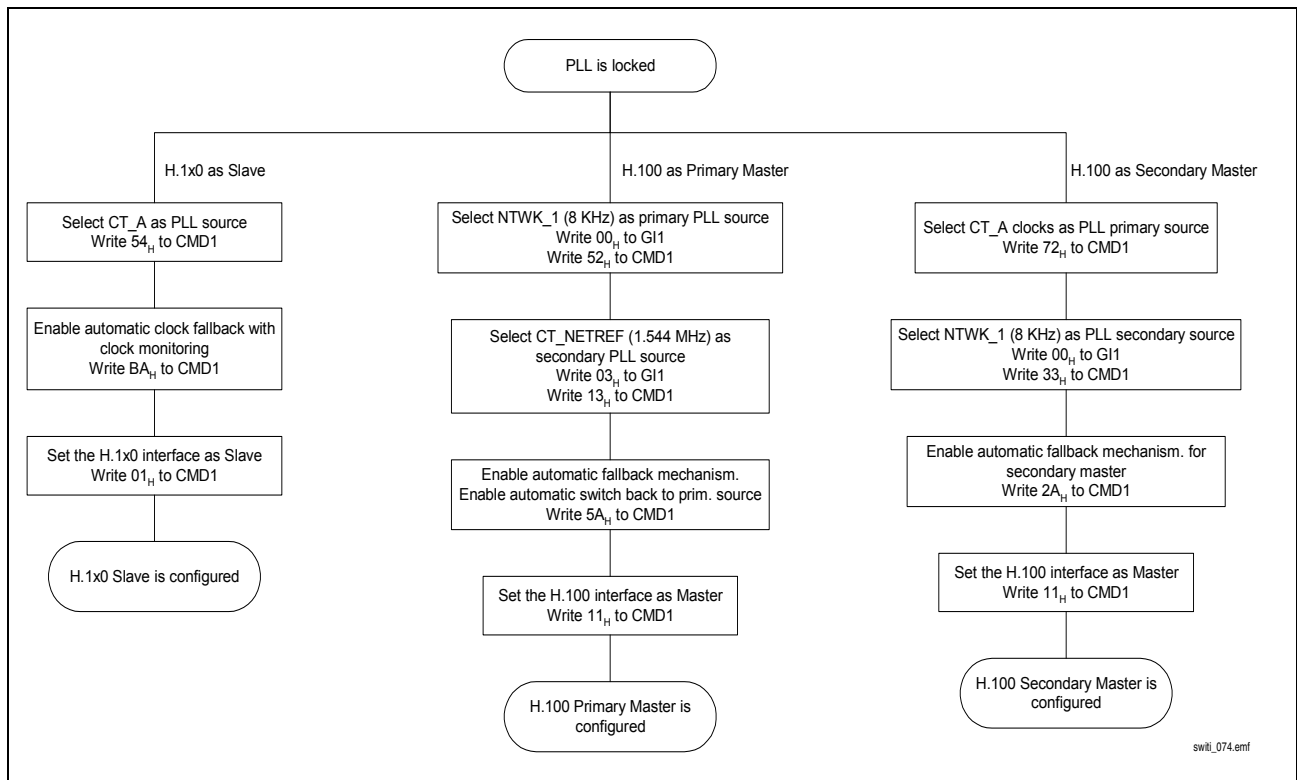 PLL is locked
H.1x0 as Slave
Select CT_A as PLL source
Write 54H to CMD1
Enable automatic clock fallback with
clock monitoring
Write BAH to CMD1
Set the H.1x0 interface as Slave
Write 01H to CMD1
H.1x0 Slave is configured
H.100 as Primary Master
Select NTWK_1 (8 KHz) as primary PLL source
Write 00H to GI1
Write 52H to CMD1
Select CT_NETREF (1.544 MHz) as
secondary PLL source
Write 03H to GI1
Write 13H to CMD1
Enable automatic fallback mechanism.
Enable automatic switch back to prim. source
Write 5AH to CMD1
Set the H.100 interface as Master
Write 11H to CMD1
H.100 Primary Master is
configured
H.100 as Secondary Master
Select CT_A clocks as PLL primary source
Write 72H to CMD1
Select NTWK_1 (8 KHz) as PLL secondary source
Write 00H to GI1
Write 33H to CMD1
Enable automatic fallback mechanism. for
secondary master
Write 2AH to CMD1
Set the H.100 interface as Master
Write 11H to CMD1
H.100 Secondary Master is
configured
switi_074.emf